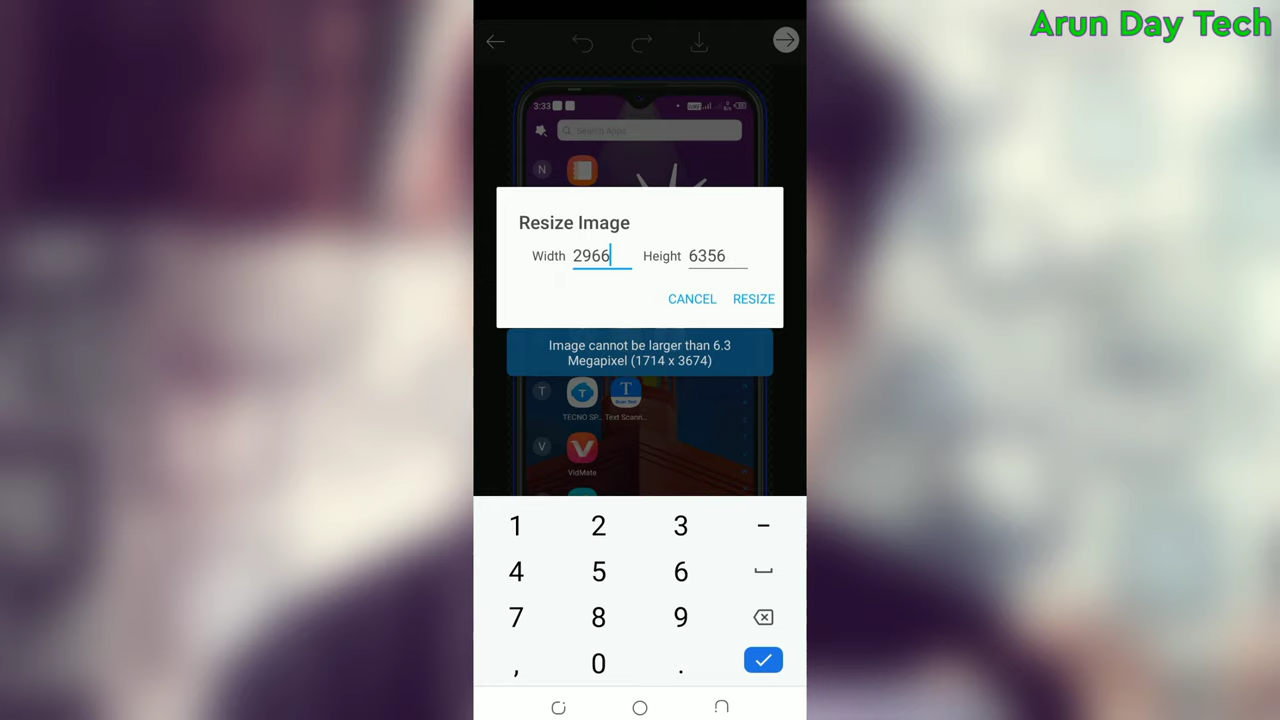 Arun Day Tech
3:33
Search Apps
N
Resize Image
Width 2966 Height 6356
CANCEL RESIZE
Image cannot be larger than 6.3
Megapixel (1714 x 3674)
T
T
TECNO SP.. Text Scann..
V
VidMate
1 2 3 -
4 5 6
7 8 9
, 0 .